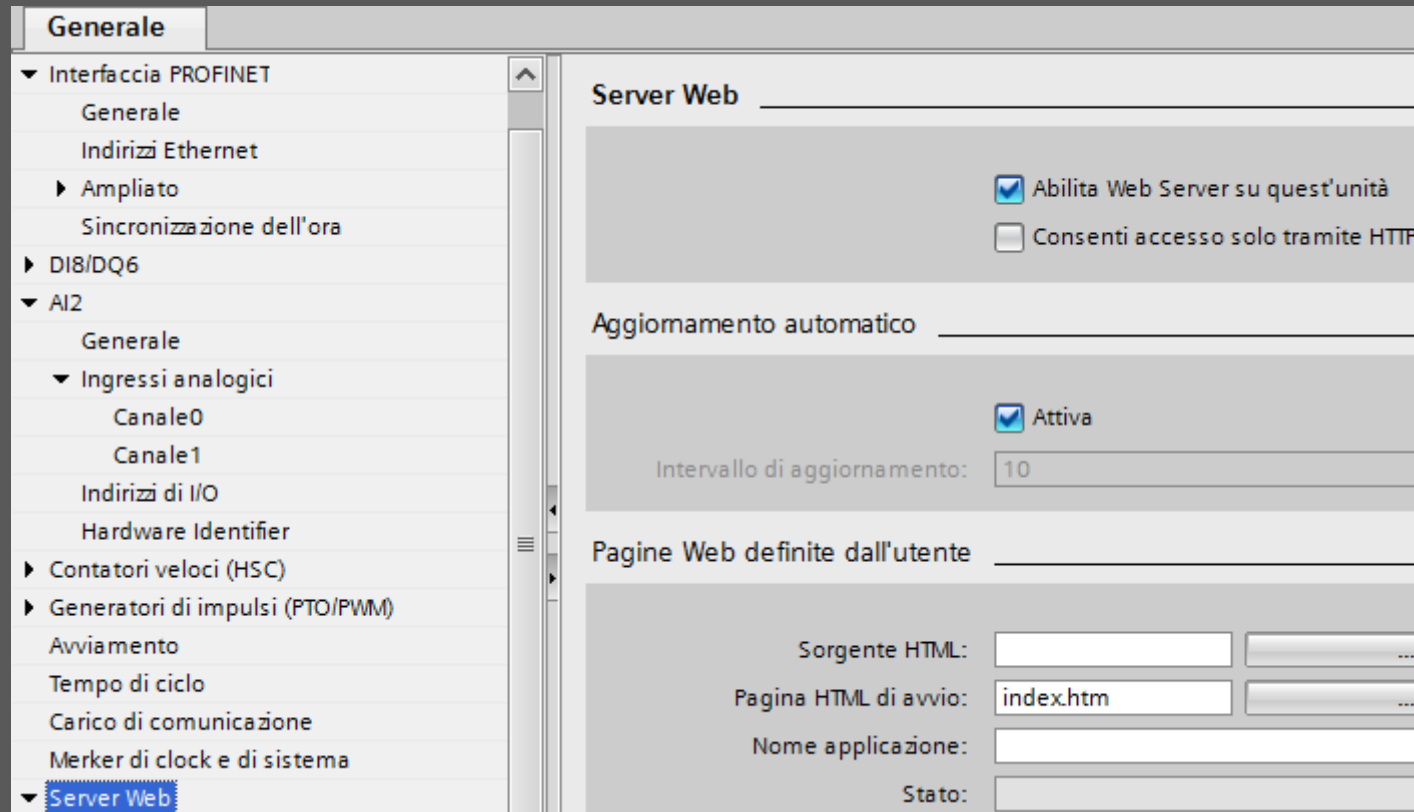 Generale
Interfaccia PROFINET
Generale
Indirizzi Ethernet
Ampliato
Sincronizzazione dell'ora
DI8/DQ6
AI2
Generale
Ingressi analogici
Canale0
Canale1
Indirizzi di I/O
Hardware Identifier
Contatori veloci (HSC)
Generatori di impulsi (PTO/PWM)
Avviamento
Tempo di ciclo
Carico di comunicazione
Merker di clock e di sistema
Server Web
Server Web
Abilita Web Server su quest'unità
Consenti accesso solo tramite
Aggiornamento automatico
Attiva
Intervallo di aggiornamento: 10
Pagine Web definite dall'utente
Sorgente HTML: ...
Pagina HTML di avvio: index.htm ...
Nome applicazione:
Stato: